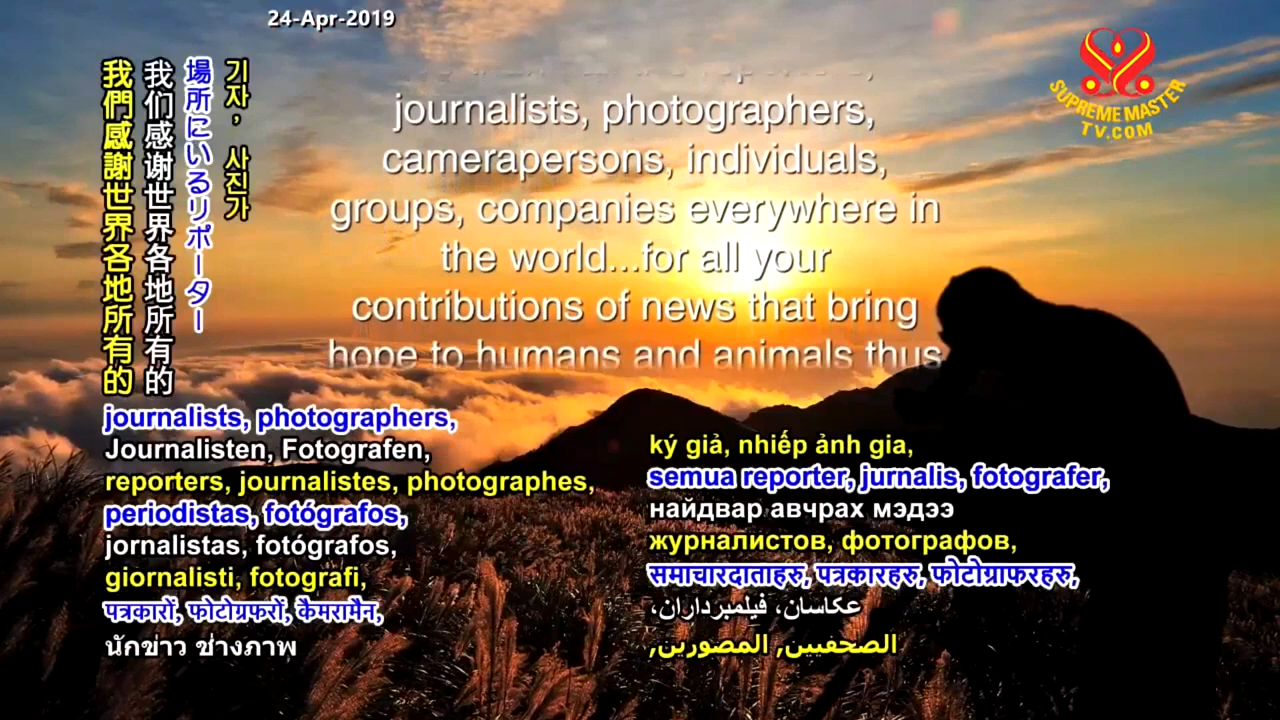 24-Apr-2019
SUPREME MASTER
TV.COM
journalists, photographers,
camerapersons, individuals,
groups, companies everywhere in
the world...for all your
contributions of news that bring
hope to humans and animals thus
我們感謝世界各地所有的
我们感谢世界各地所有的
場所にいるリポーター
기자, 사진가
journalists, photographers,
Journalisten, Fotografen,
reporters, journalistes, photographes,
periodistas, fotógrafos,
jornalistas, fotógrafos,
giornalisti, fotografi,
पत्रकारों, फोटोग्रफरों, कैमरामैन,
นักข่าว ช่างภาพ
ký giả, nhiếp ảnh gia,
semua reporter, jurnalis, fotografer,
найдвар авчрах мэдээ
журналистов, фотографов,
समाचारदाताहरु, पत्रकारहरु, फोटोग्राफरहरु,
عکاسان، فیلمبرداران،
الصحفيين, المصورين,